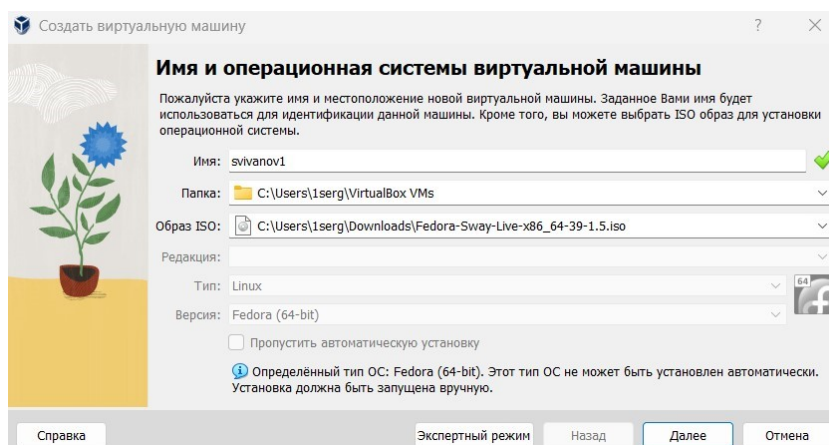 Создать виртуальную машину
Имя и операционная системы виртуальной машины
Пожалуйста укажите имя и местоположение новой виртуальной машины. Заданное Вами имя будет
использоваться для идентификации данной машины. Кроме того, вы можете выбрать ISO образ для установки
операционной системы.
Имя: svivanov1
Папка: C:\Users\1serg\VirtualBox VMs
Образ ISO: C:\Users\1serg\Downloads\Fedora-Sway-Live-x86_64-39-1.5.iso
Редакция:
Тип: Linux
64
Версия: Fedora (64-bit)
Пропустить автоматическую установку
Определённый тип ОС: Fedora (64-bit). Этот тип ОС не может быть установлен автоматически.
Установка должна быть запущена вручную.
Справка Экспертный режим Назад Далее Отмена